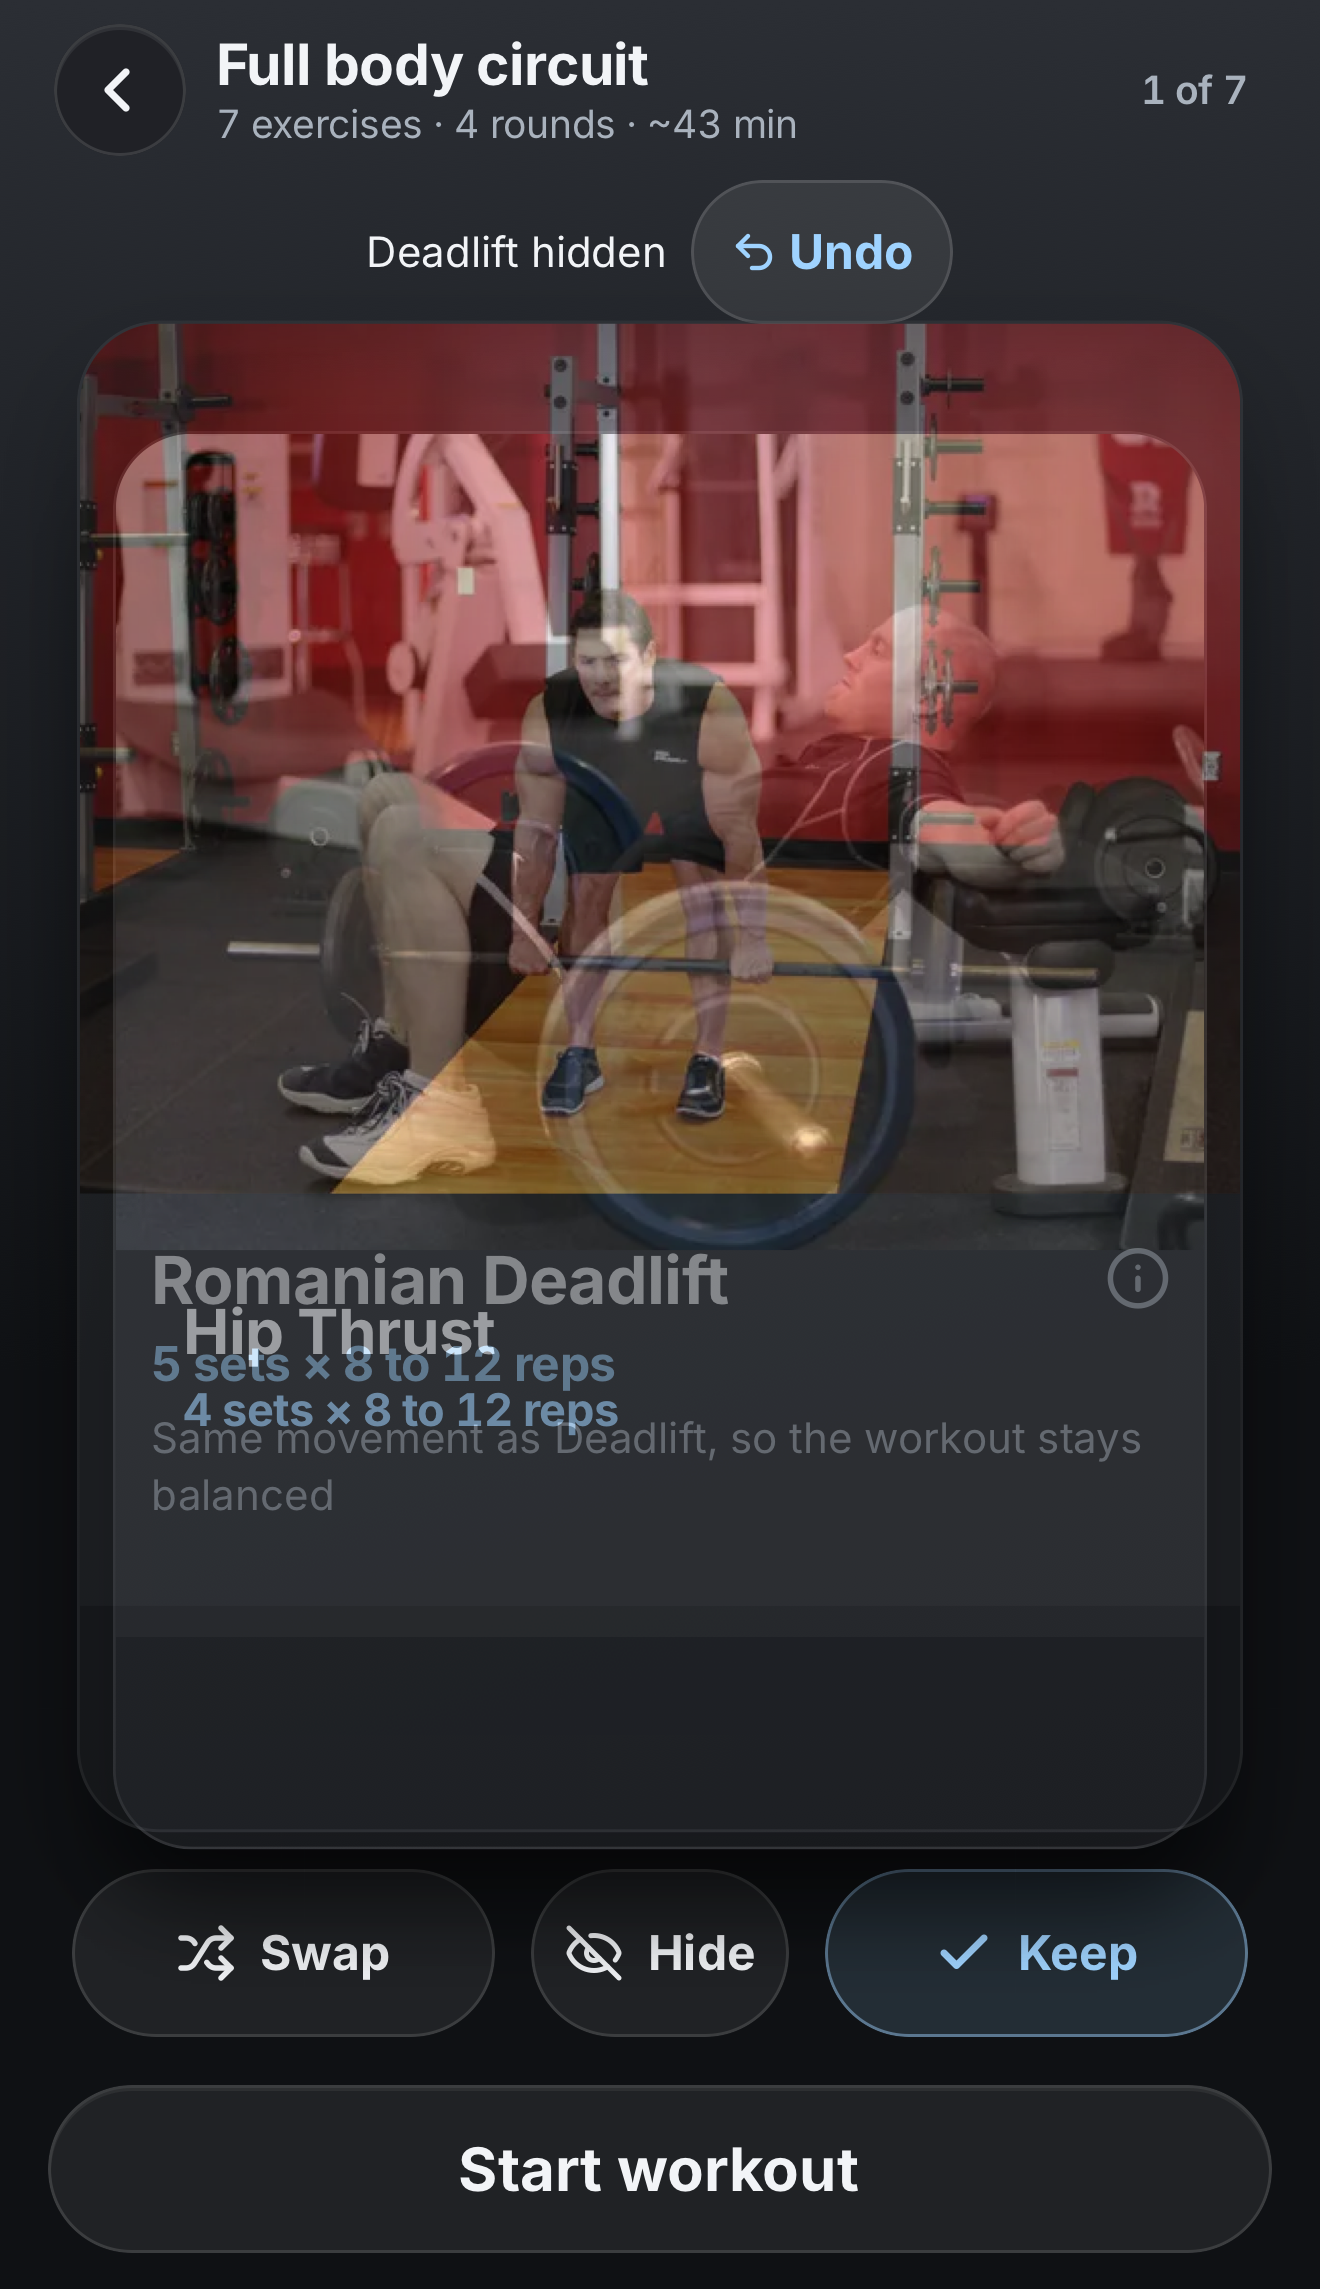 Full body circuit
7 exercises · 4 rounds · ~43 min
1 of 7
Deadlift hidden
Undo
Romanian Deadlift
Hip Thrust
5 sets × 8 to 12 reps
4 sets × 8 to 12 reps
Same movement as Deadlift, so the workout stays
balanced
Swap
Hide
Keep
Start workout